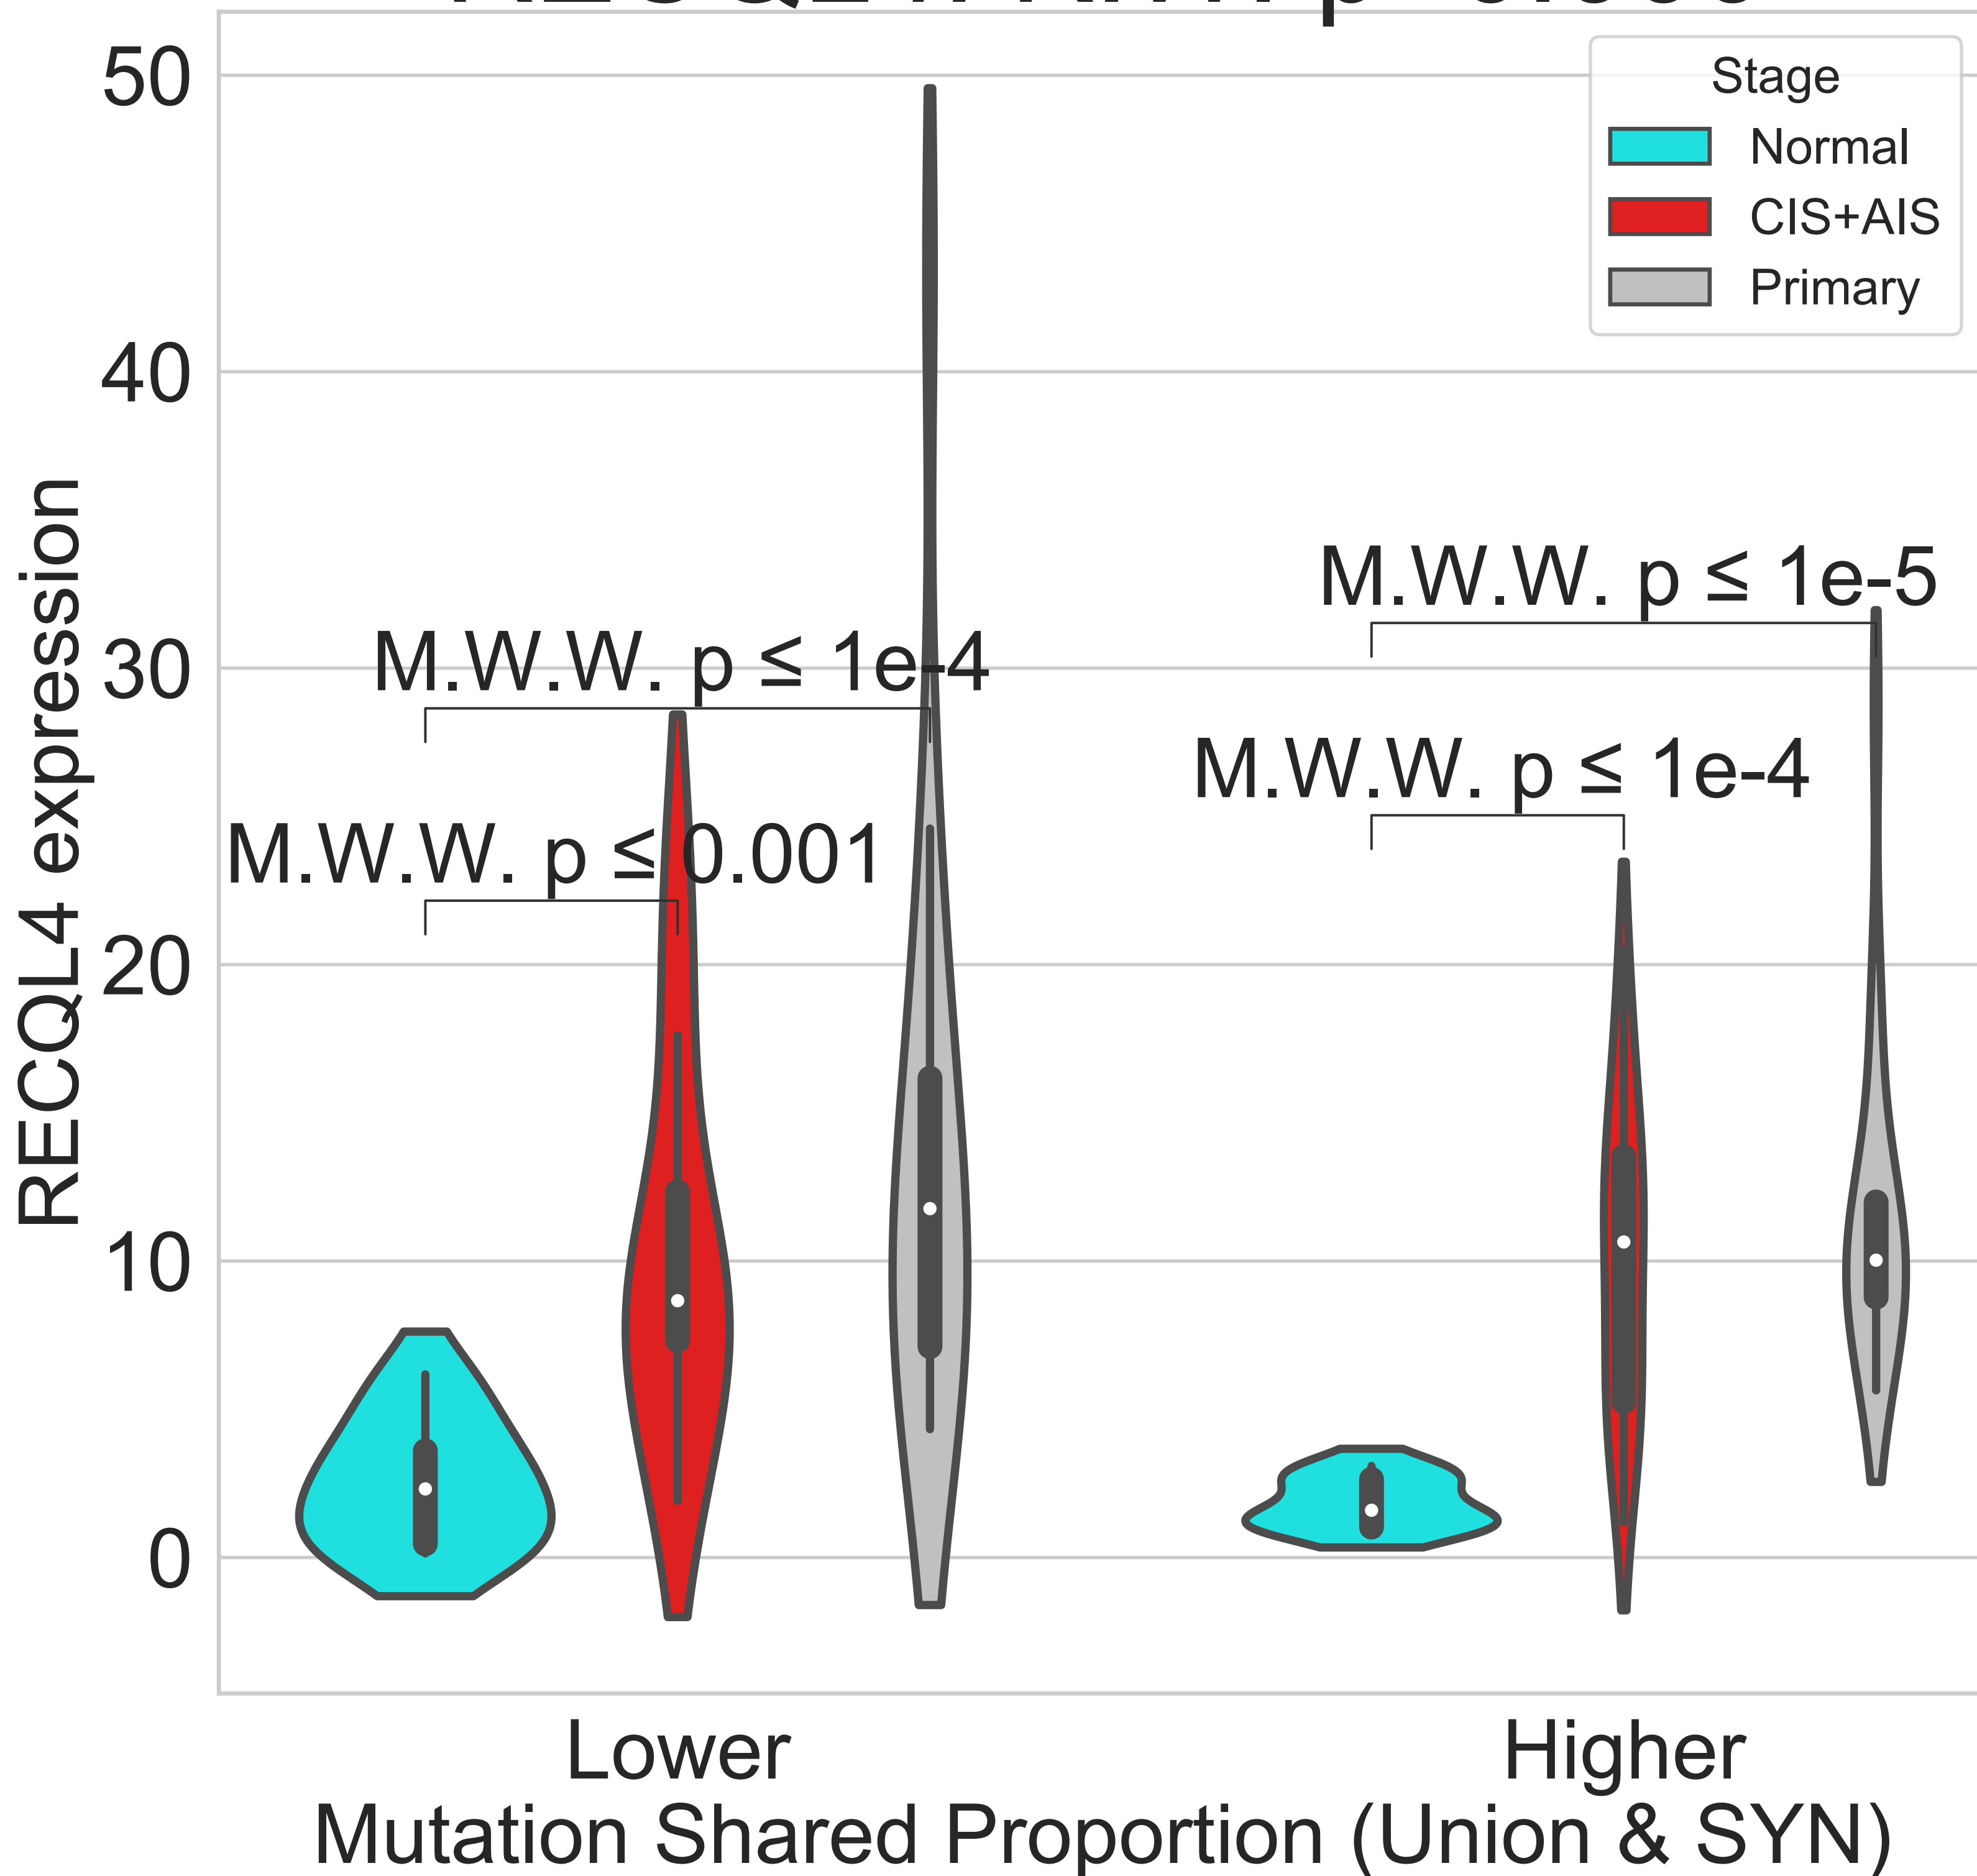 50
40
30
20
10
0
RECQL4 expression
Stage
Normal
CIS+AIS
Primary
M.W.W. p ≤ 1e-5
M.W.W. p ≤ 1e-4
M.W.W. p ≤ 1e-4
M.W.W. p ≤ 0.001
Lower
Higher
Mutation Shared Proportion (Union & SYN)